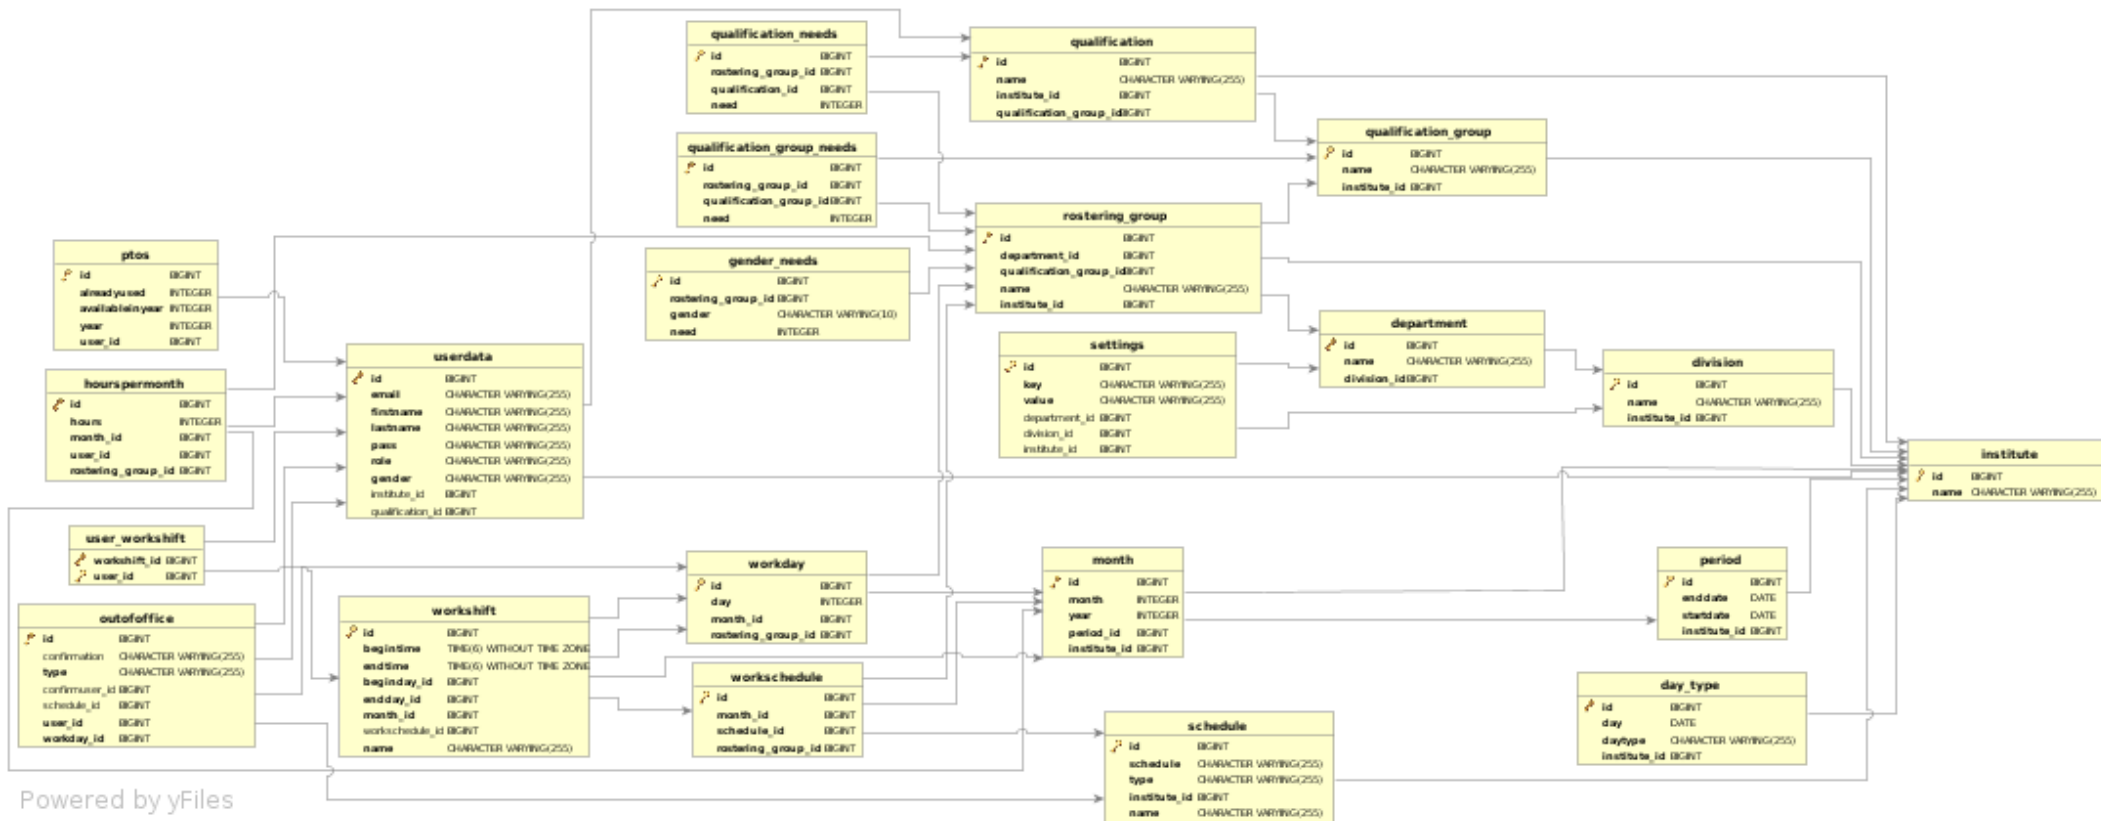 qualification_needs
id BIGINT
rostering_group_id BIGINT
qualification_id BIGINT
need INTEGER
qualification
id BIGINT
name CHARACTER VARYING(255)
institute_id BIGINT
qualification_group_id BIGINT
qualification_group
id BIGINT
name CHARACTER VARYING(255)
institute_id BIGINT
qualification_group_needs
id BIGINT
rostering_group_id BIGINT
qualification_group_id BIGINT
need INTEGER
rostering_group
id BIGINT
department_id BIGINT
qualification_group_id BIGINT
name CHARACTER VARYING(255)
institute_id BIGINT
ptos
id BIGINT
alreadyused INTEGER
availableinyear INTEGER
year INTEGER
user_id BIGINT
gender_needs
id BIGINT
rostering_group_id BIGINT
gender CHARACTER VARYING(10)
need INTEGER
settings
id BIGINT
key CHARACTER VARYING(255)
value CHARACTER VARYING(255)
department_id BIGINT
division_id BIGINT
institute_id BIGINT
department
id BIGINT
name CHARACTER VARYING(255)
division_id BIGINT
division
id BIGINT
name CHARACTER VARYING(255)
institute_id BIGINT
hourspermonth
id BIGINT
hours INTEGER
month_id BIGINT
user_id BIGINT
rostering_group_id BIGINT
userdata
id BIGINT
email CHARACTER VARYING(255)
firstname CHARACTER VARYING(255)
lastname CHARACTER VARYING(255)
pass CHARACTER VARYING(255)
role CHARACTER VARYING(255)
gender CHARACTER VARYING(255)
institute_id BIGINT
qualification_id BIGINT
institute
id BIGINT
name CHARACTER VARYING(255)
user_workshift
workshift_id BIGINT
user_id BIGINT
workday
id BIGINT
day INTEGER
month_id BIGINT
rostering_group_id BIGINT
month
id BIGINT
month INTEGER
year INTEGER
period_id BIGINT
institute_id BIGINT
period
id BIGINT
enddate DATE
startdate DATE
institute_id BIGINT
outofoffice
id BIGINT
confirmation CHARACTER VARYING(255)
type CHARACTER VARYING(255)
confirmuser_id BIGINT
schedule_id BIGINT
user_id BIGINT
workday_id BIGINT
workshift
id BIGINT
begintime TIME(6) WITHOUT TIME ZONE
endtime TIME(6) WITHOUT TIME ZONE
beginday_id BIGINT
endday_id BIGINT
month_id BIGINT
workschedule_id BIGINT
name CHARACTER VARYING(255)
workschedule
id BIGINT
month_id BIGINT
schedule_id BIGINT
rostering_group_id BIGINT
day_type
id BIGINT
day DATE
daytype CHARACTER VARYING(255)
institute_id BIGINT
schedule
id BIGINT
schedule CHARACTER VARYING(255)
type CHARACTER VARYING(255)
institute_id BIGINT
name CHARACTER VARYING(255)
Powered by yFiles